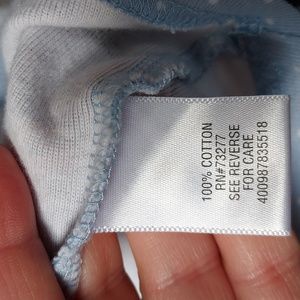 100% COTTON
RN#73277
SEE REVERSE
FOR CARE
400987835518